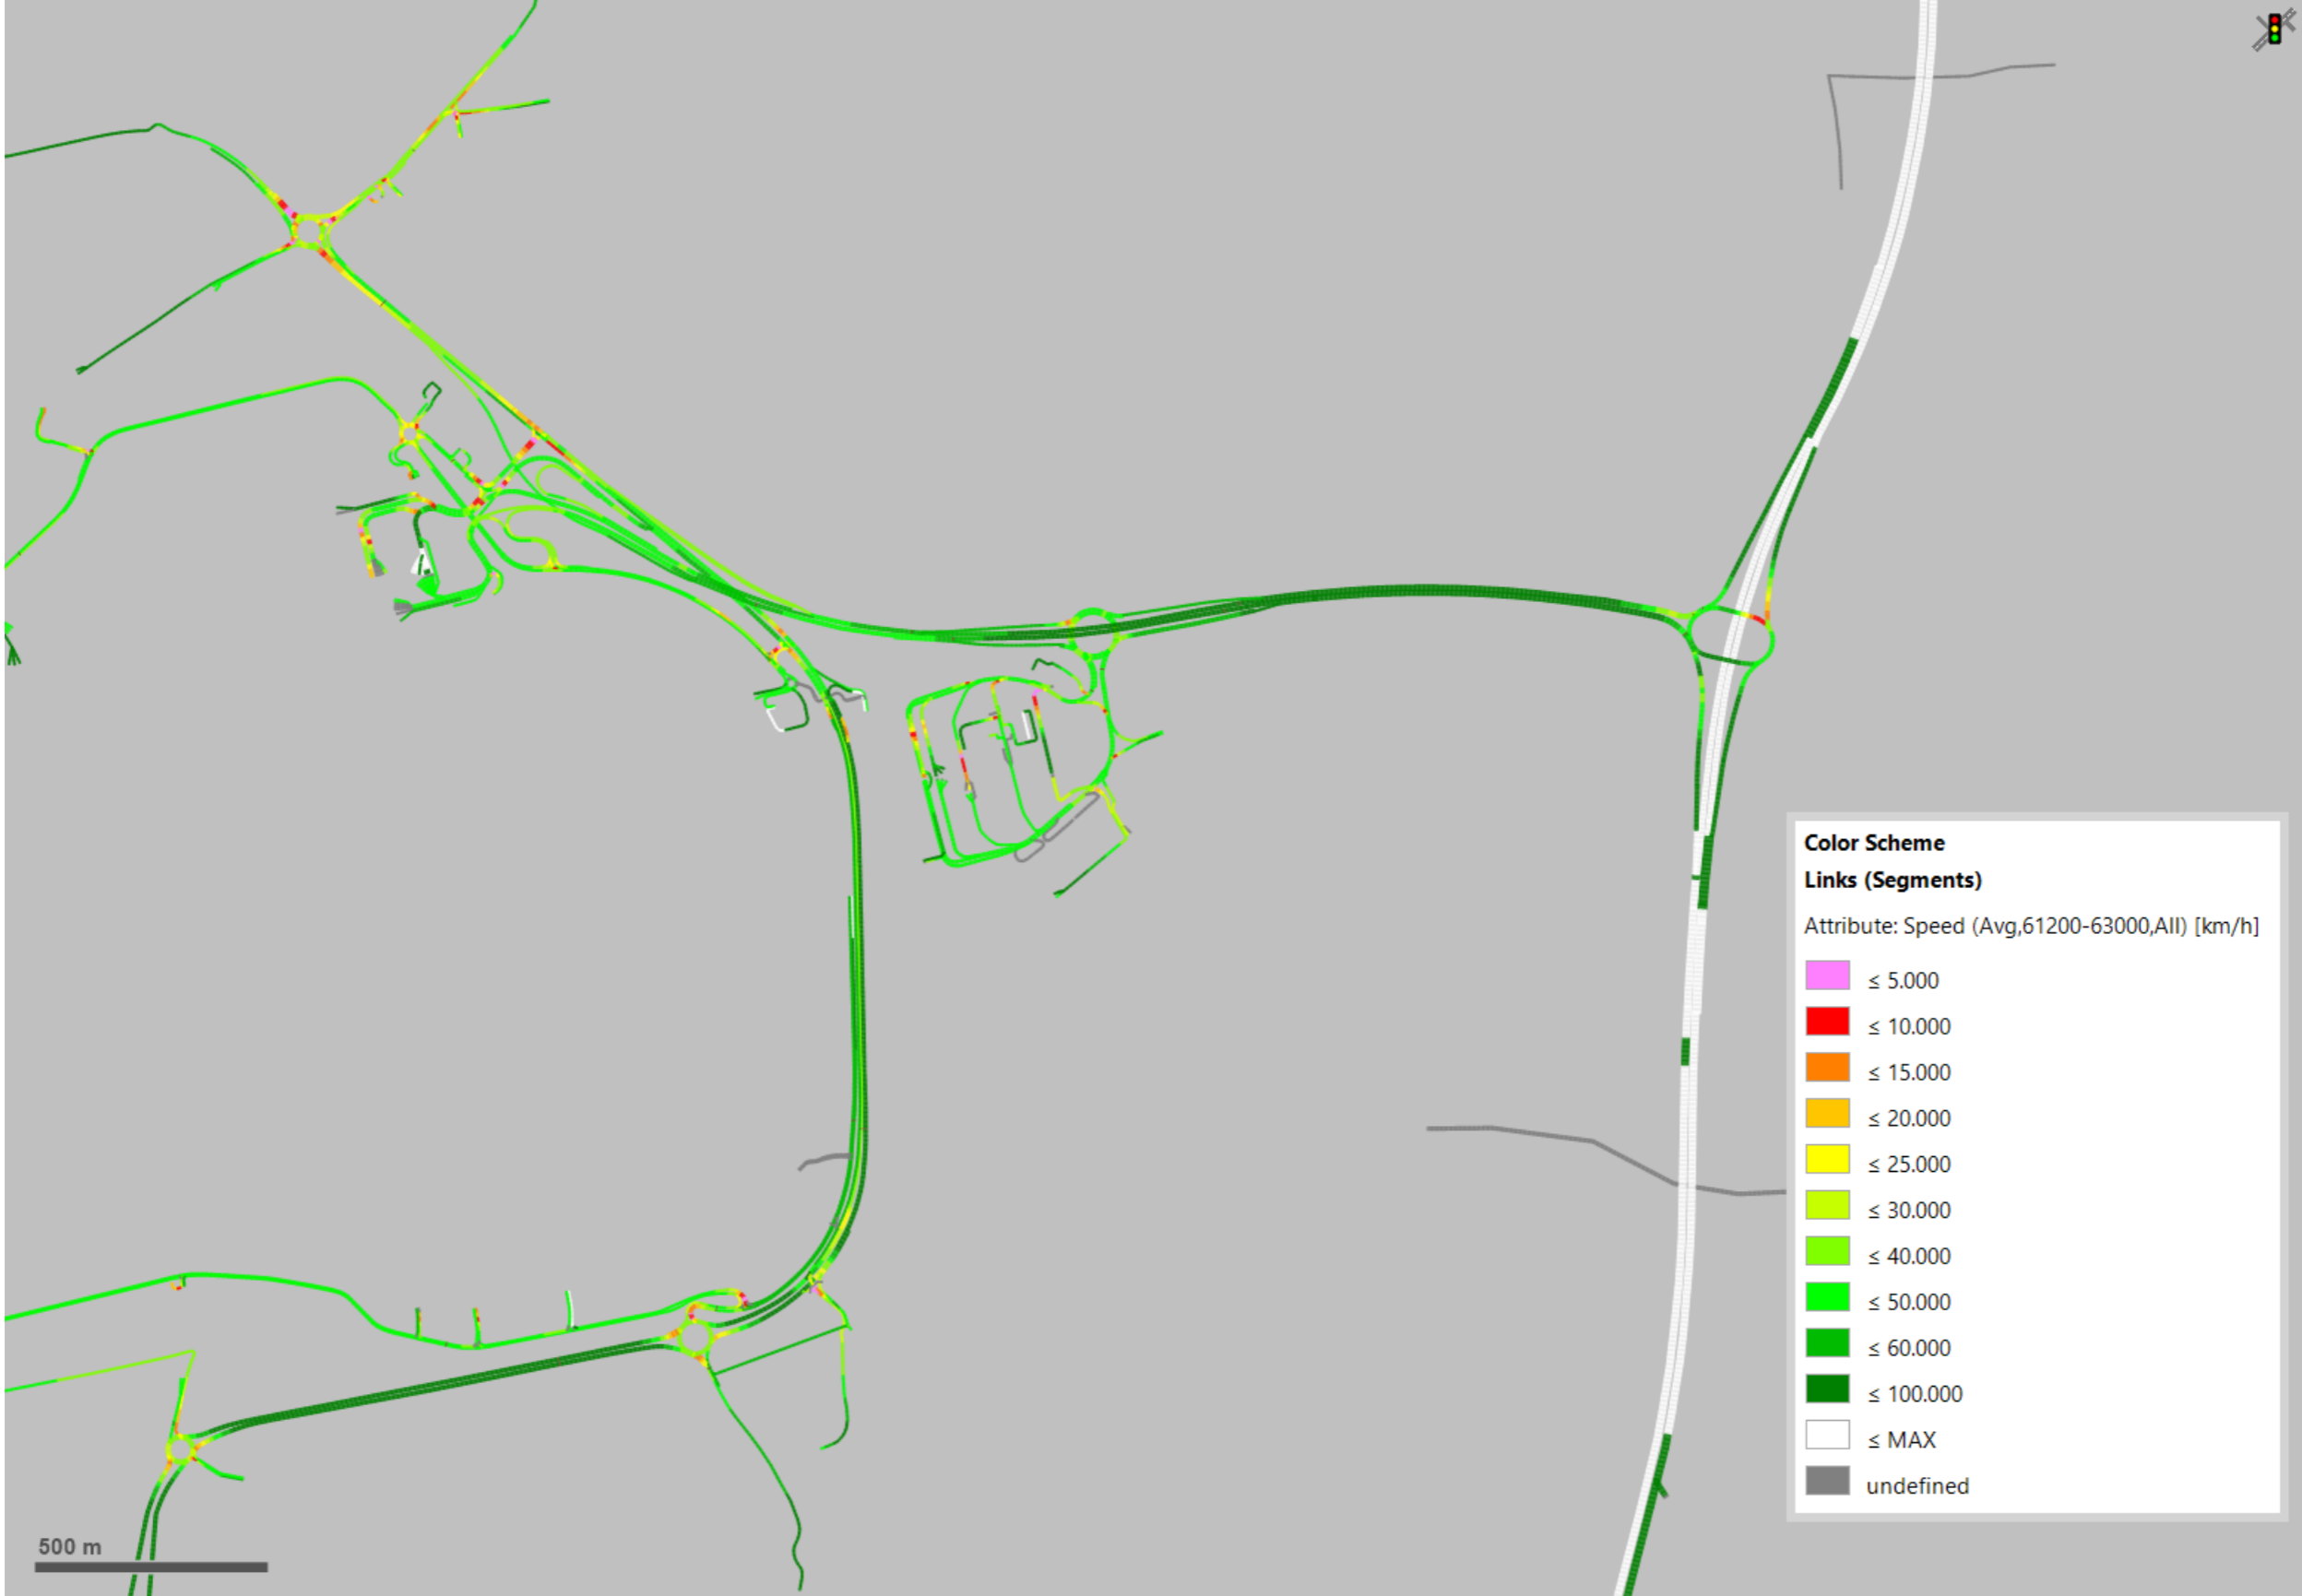 Color Scheme
Links (Segments)
Attribute: Speed (Avg,61200-63000,All) [km/h]
≤ 5.000
≤ 10.000
≤ 15.000
≤ 20.000
≤ 25.000
≤ 30.000
≤ 40.000
≤ 50.000
≤ 60.000
≤ 100.000
≤ MAX
undefined
500 m